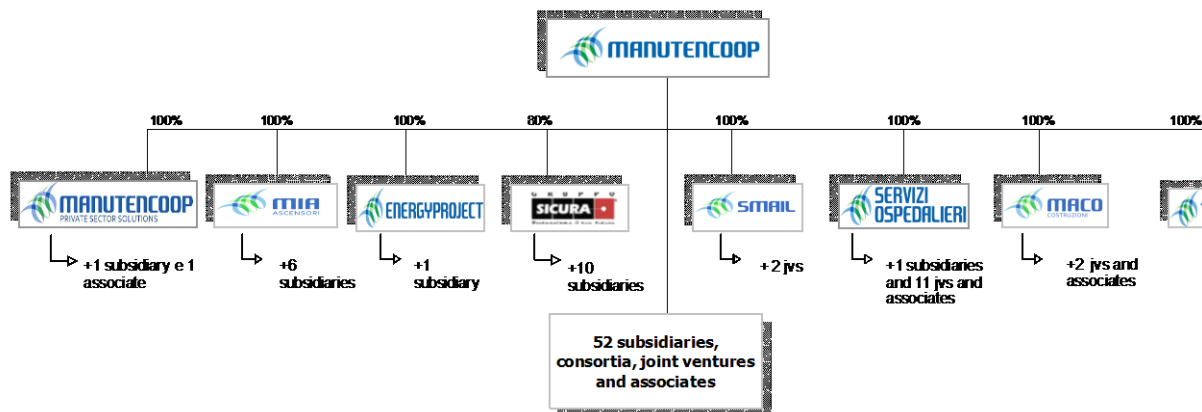 MANUTENCOOP
100% 100% 100% 80% 100% 100% 100% 100%
MANUTENCOOP
PRIVATE SECTOR SOLUTIONS
MIA
ASCENSORI
ENERGYPROJECT
GRUPPO
SICURA
SMAIL
SERVIZI
OSPEDALIERI
MACO
COSTRUZIONI
+1 subsidiary e 1
associate
+6
subsidiaries
+1
subsidiary
+10
subsidiaries
+2 jvs
+1 subsidiaries
and 11 jvs and
associates
+2 jvs and
associates
52 subsidiaries,
consortia, joint ventures
and associates